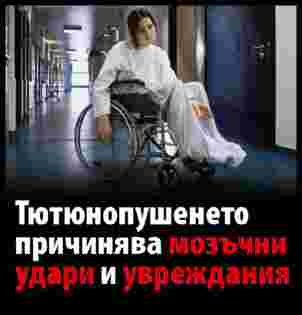 Тютюнопушенето
причинява мозъчни
удари и увреждания